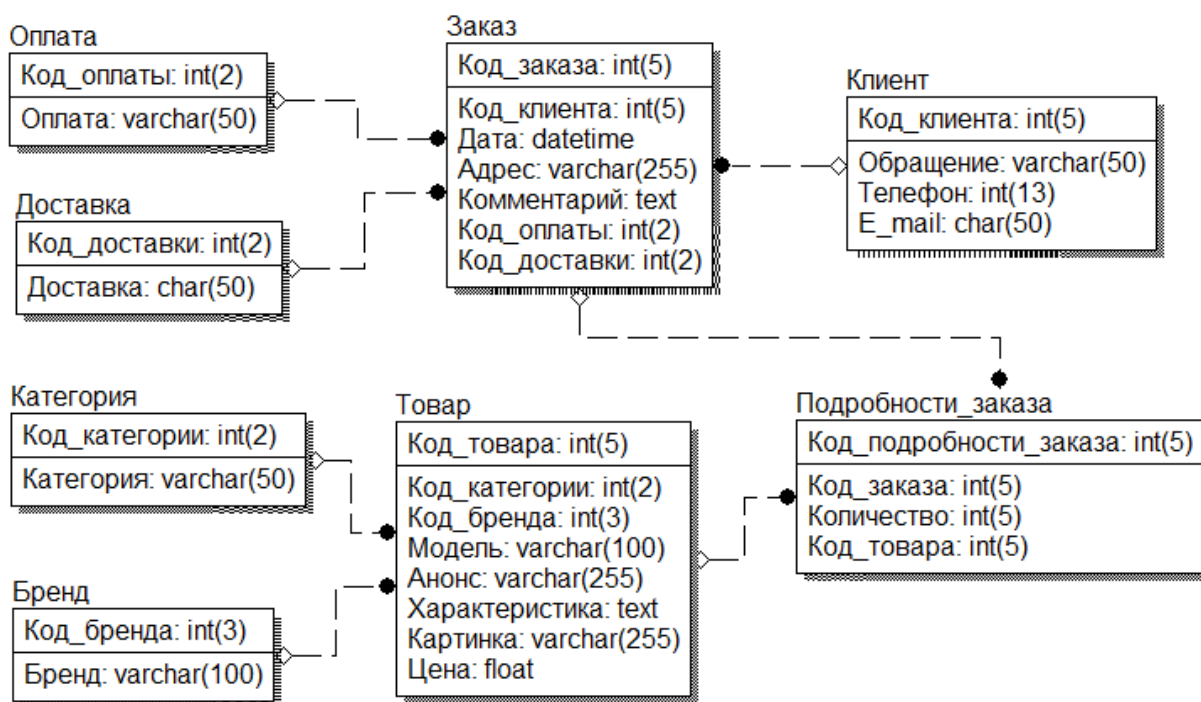 Оплата
Код_оплаты: int(2)
Оплата: varchar(50)
Доставка
Код_доставки: int(2)
Доставка: char(50)
Заказ
Код_заказа: int(5)
Код_клиента: int(5)
Дата: datetime
Адрес: varchar(255)
Комментарий: text
Код_оплаты: int(2)
Код_доставки: int(2)
Клиент
Код_клиента: int(5)
Обращение: varchar(50)
Телефон: int(13)
E_mail: char(50)
Категория
Код_категории: int(2)
Категория: varchar(50)
Бренд
Код_бренда: int(3)
Бренд: varchar(100)
Товар
Код_товара: int(5)
Код_категории: int(2)
Код_бренда: int(3)
Модель: varchar(100)
Анонс: varchar(255)
Характеристика: text
Картинка: varchar(255)
Цена: float
Подробности_заказа
Код_подробности_заказа: int(5)
Код_заказа: int(5)
Количество: int(5)
Код_товара: int(5)